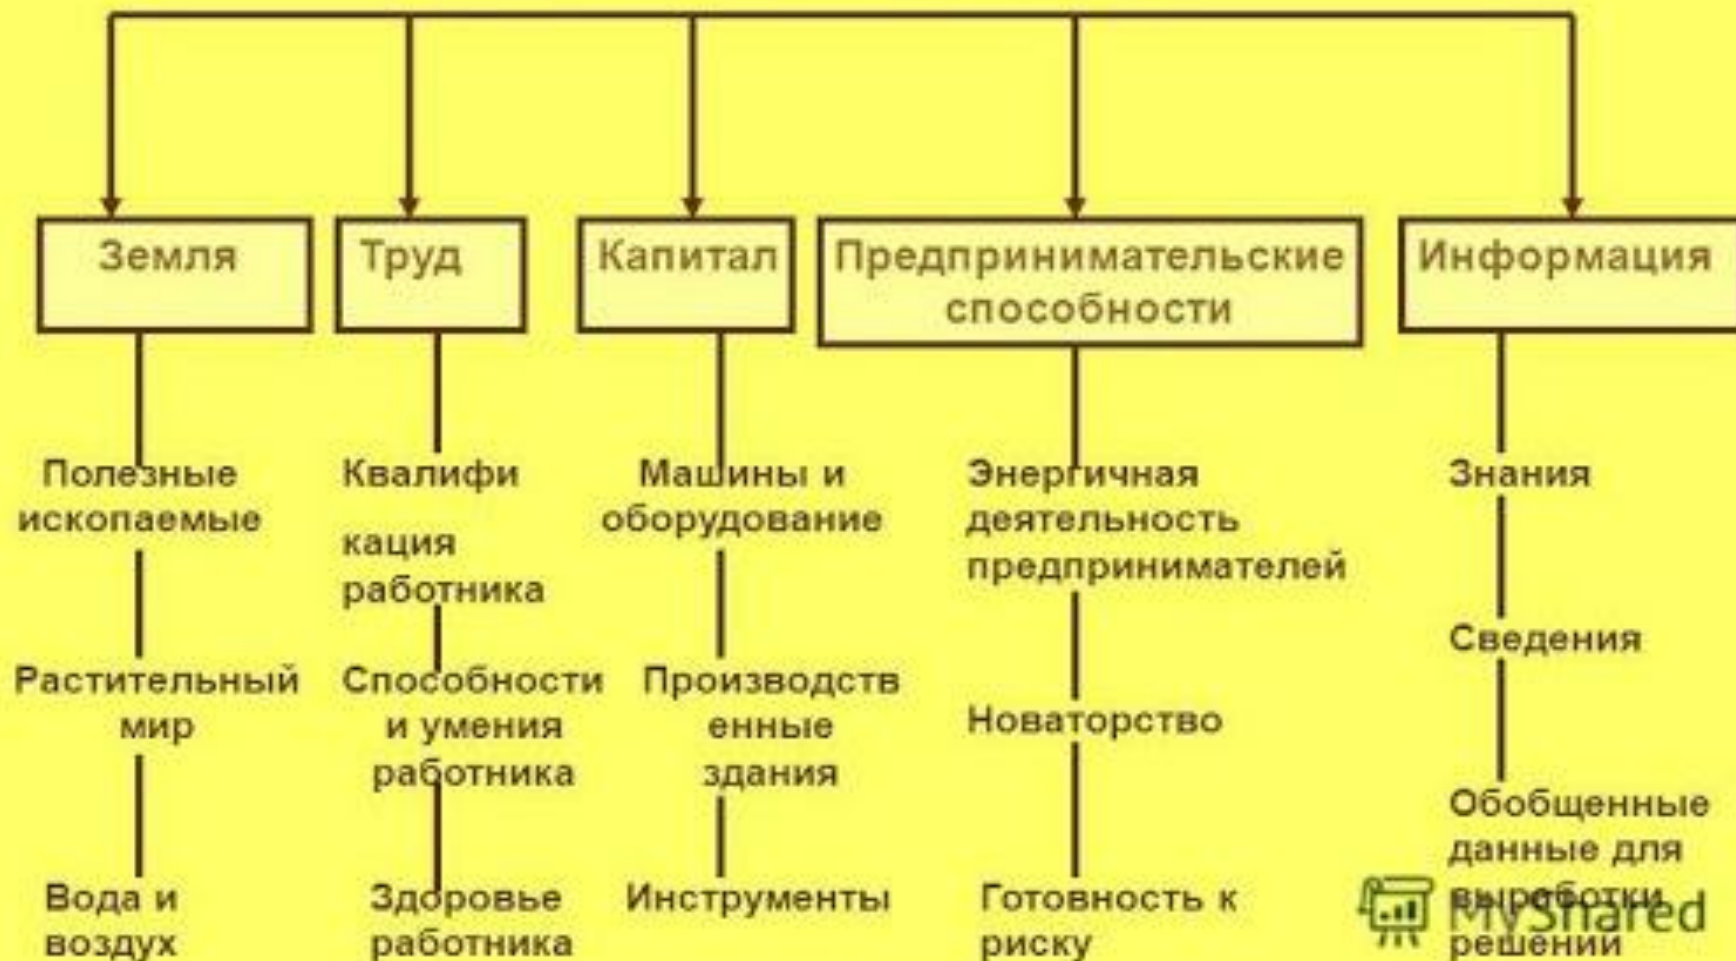 Земля
Труд
Капитал
Предпринимательские
способности
Информация
Полезные
ископаемые
Растительный
мир
Вода и
воздух
Квалифи
кация
работника
Способности
и умения
работника
Здоровье
работника
Машины и
оборудование
Производств
енные
здания
Инструменты
Энергичная
деятельность
предпринимателей
Новаторство
Готовность к
риску
Знания
Сведения
Обобщенные
данные для
выработки
решений
MyShared